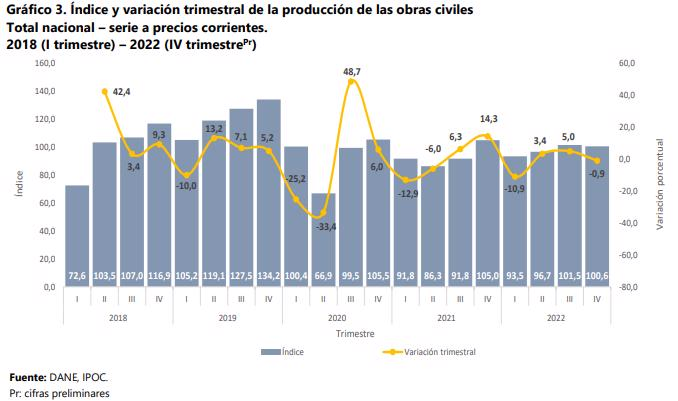 Gráfico 3. Índice y variación trimestral de la producción de las obras civiles
Total nacional – serie a precios corrientes.
2018 (I trimestre) – 2022 (IV trimestrePr)
160,0
140,0
120,0
100,0
80,0
60,0
40,0
20,0
0,0
Índice
60,0
40,0
20,0
0,0
-20,0
-40,0
-60,0
-80,0
Variación porcentual
42,4 3,4 9,3 -10,0 13,2 7,1 5,2 -25,2 -33,4 48,7 6,0 -12,9 -6,0 6,3 14,3 -10,9 3,4 5,0 -0,9
72,6 103,5 107,0 116,9 105,2 119,1 127,5 134,2 100,4 66,9 99,5 105,5 91,8 86,3 91,8 105,0 93,5 96,7 101,5 100,6
I II III IV I II III IV I II III IV I II III IV I II III IV
2018 2019 2020 2021 2022
Trimestre
Índice Variación trimestral
Fuente: DANE, IPOC.
Pr: cifras preliminares